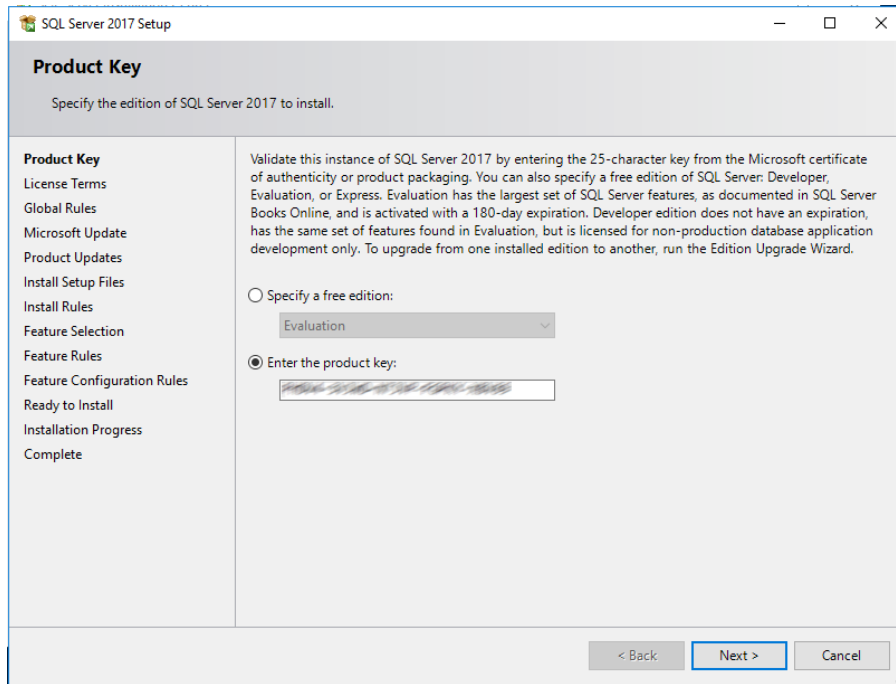 SQL Server 2017 Setup
Product Key
Specify the edition of SQL Server 2017 to install.
Product Key
License Terms
Global Rules
Microsoft Update
Product Updates
Install Setup Files
Install Rules
Feature Selection
Feature Rules
Feature Configuration Rules
Ready to Install
Installation Progress
Complete
Validate this instance of SQL Server 2017 by entering the 25-character key from the Microsoft certificate
of authenticity or product packaging. You can also specify a free edition of SQL Server: Developer,
Evaluation, or Express. Evaluation has the largest set of SQL Server features, as documented in SQL Server
Books Online, and is activated with a 180-day expiration. Developer edition does not have an expiration,
has the same set of features found in Evaluation, but is licensed for non-production database application
development only. To upgrade from one installed edition to another, run the Edition Upgrade Wizard.
Specify a free edition:
Evaluation
Enter the product key:
< Back
Next >
Cancel